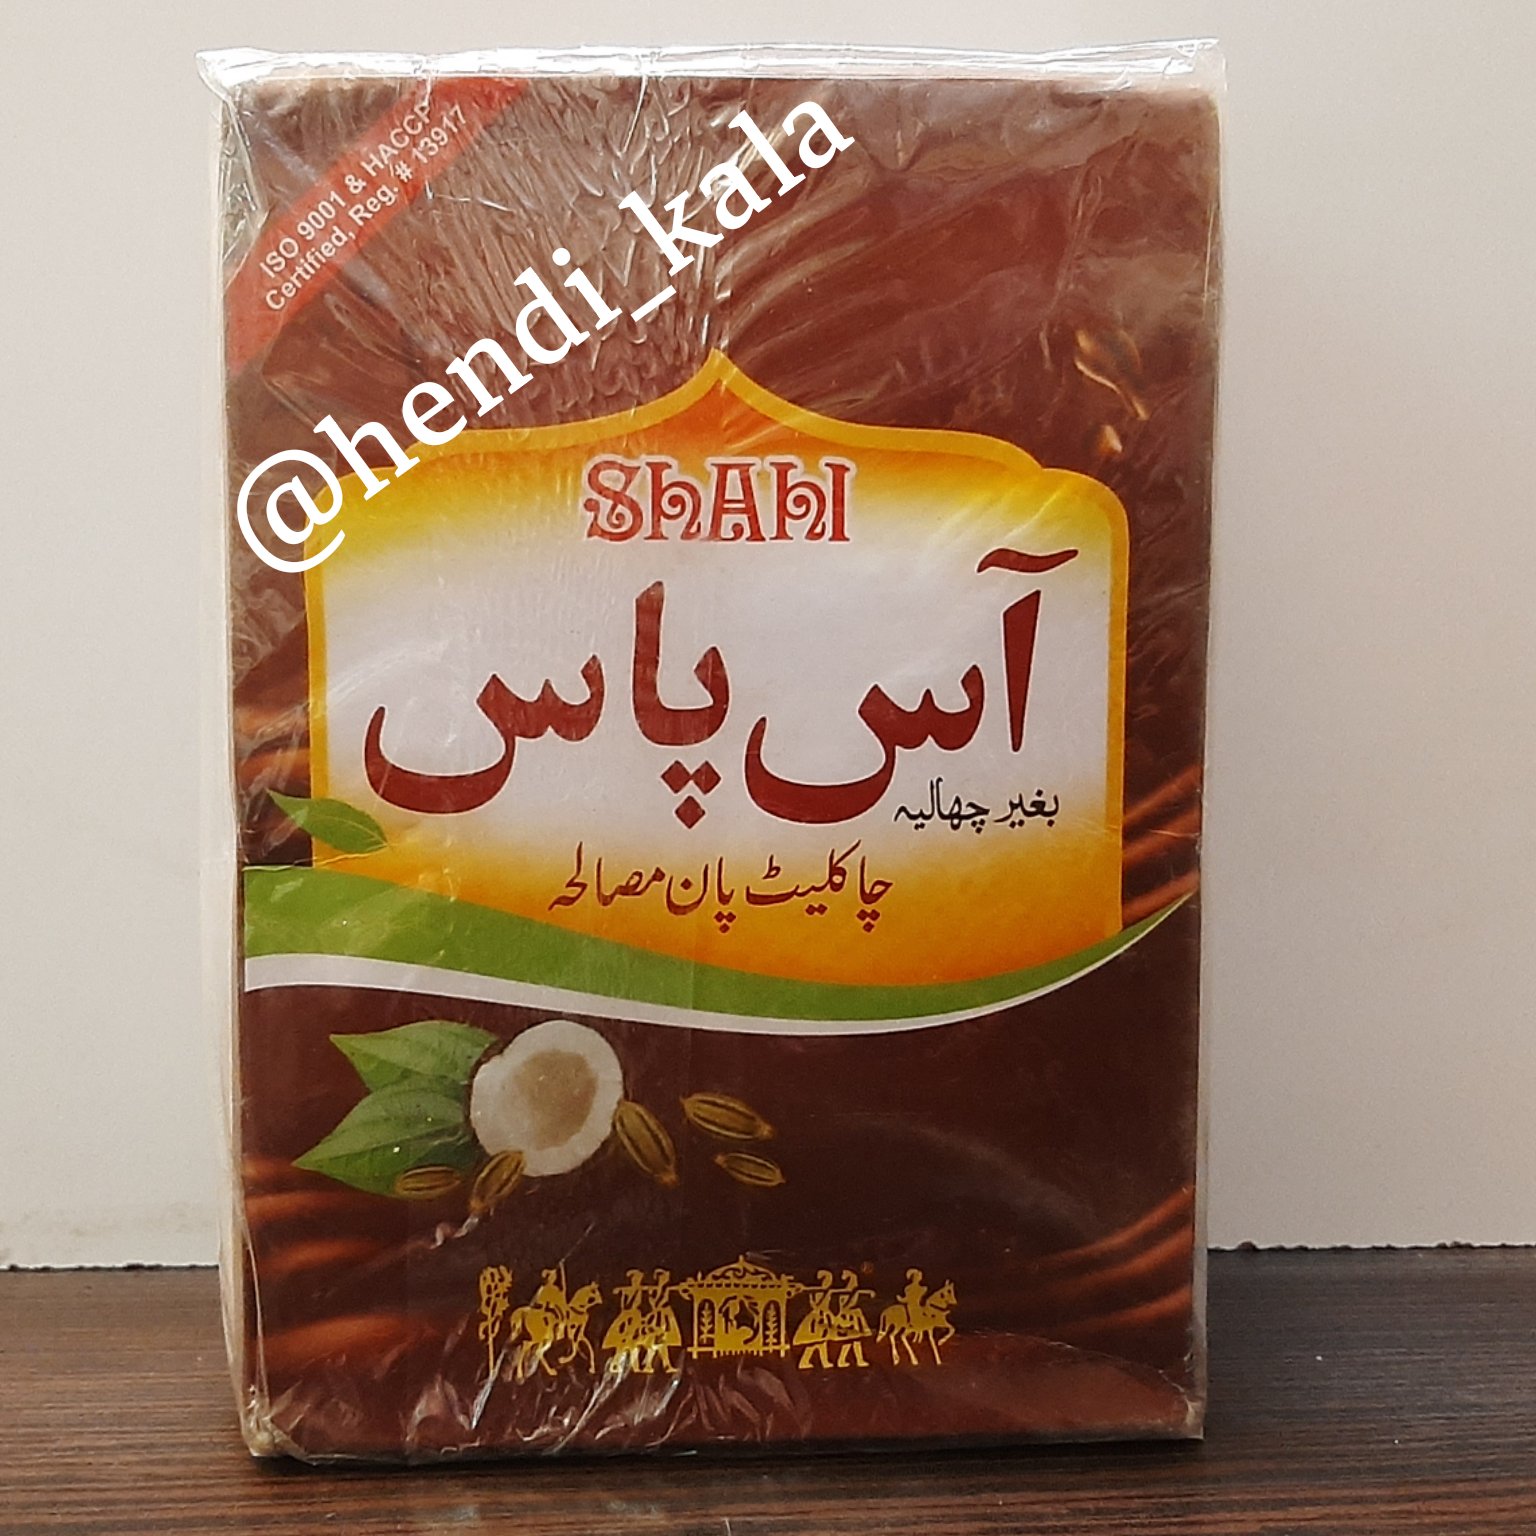 ISO 9001 & HACCP
Certified, Reg. # 13917
@hendi_kala
SHAHI
آس پاس
بغیر چھالیہ
چاکلیٹ پان مصالحہ
®